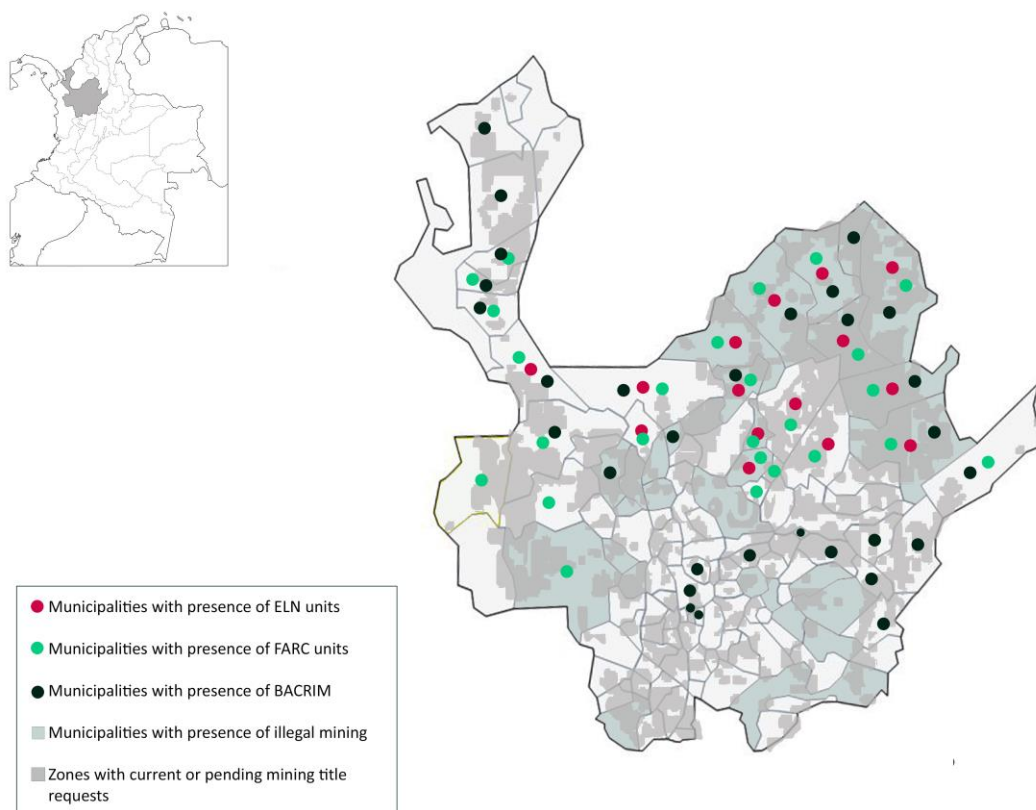 Municipalities with presence of ELN units
Municipalities with presence of FARC units
Municipalities with presence of BACRIM
Municipalities with presence of illegal mining
Zones with current or pending mining title
requests